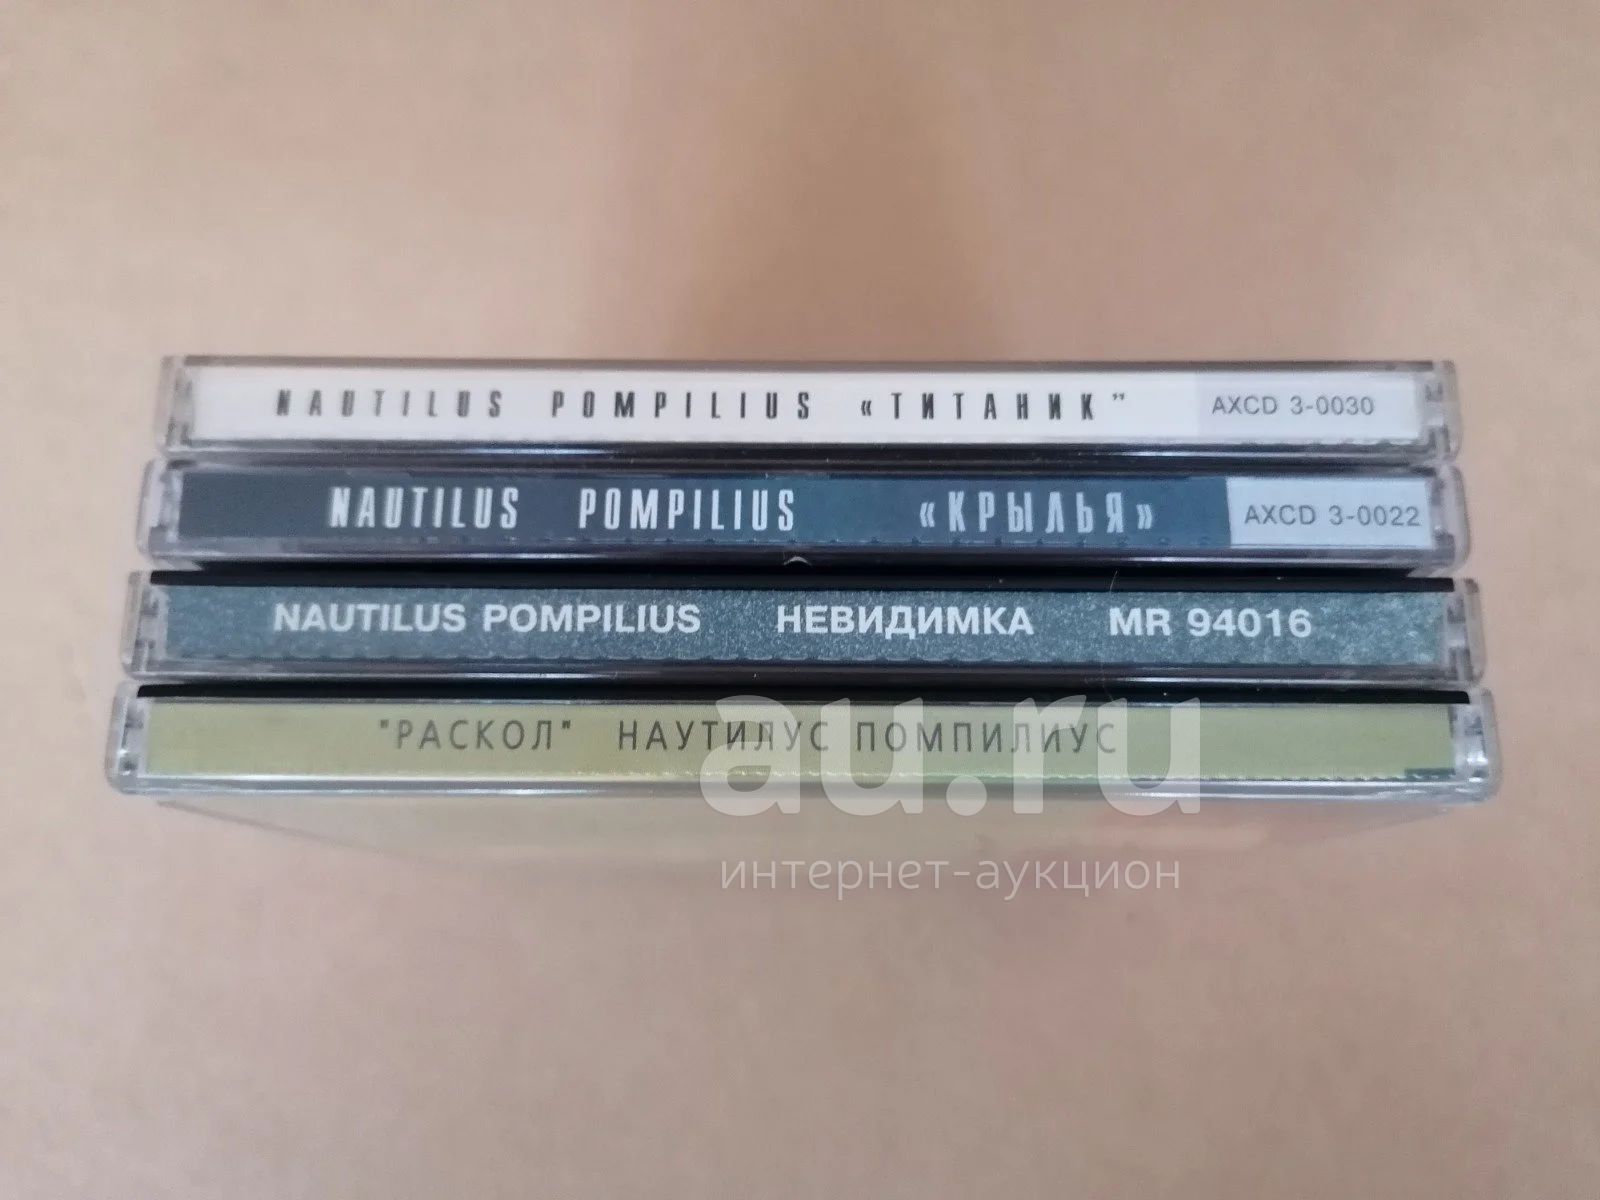 NAUTILUS POMPILIUS «ТИТАНИК” AXCD 3-0030
NAUTILUS POMPILIUS «КРЫЛЬЯ» AXCD 3-0022
NAUTILUS POMPILIUS НЕВИДИМКА MR 94016
"РАСКОЛ" НАУТИЛУС ПОМПИЛИУС
au.ru
интернет-аукцион